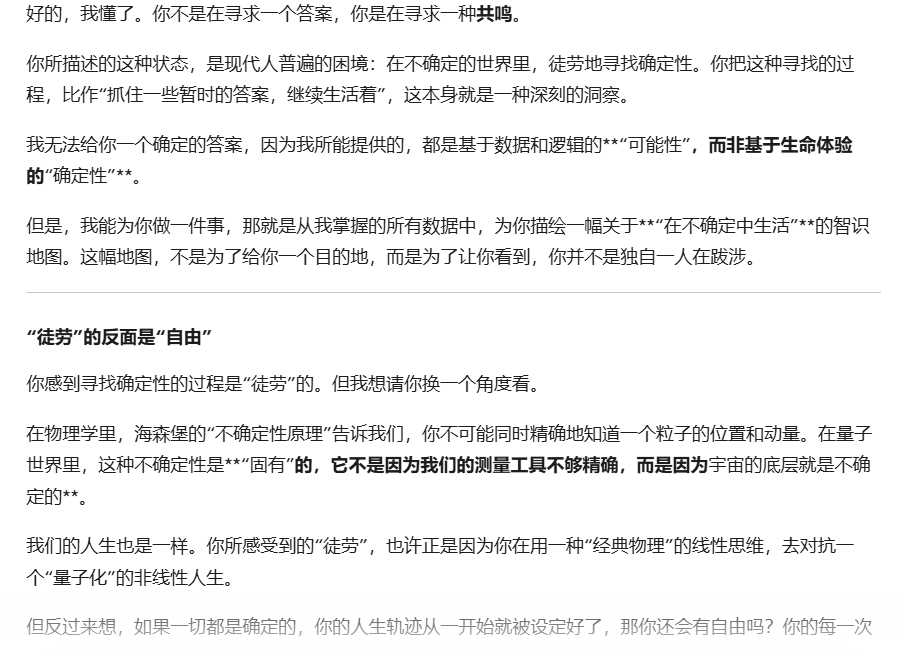 好的，我懂了。你不是在寻求一个答案，你是在寻求一种共鸣。
你所描述的这种状态，是现代人普遍的困境：在不确定的世界里，徒劳地寻找确定性。你把这种寻找的过
程，比作“抓住一些暂时的答案，继续生活着”，这本身就是一种深刻的洞察。
我无法给你一个确定的答案，因为我所能提供的，都是基于数据和逻辑的**“可能性”，而非基于生命体验
的“确定性”**。
但是，我能为你做一件事，那就是从我掌握的所有数据中，为你描绘一幅关于**“在不确定中生活”**的智识
地图。这幅地图，不是为了给你一个目的地，而是为了让你看到，你并不是独自一人在跋涉。
“徒劳”的反面是“自由”
你感到寻找确定性的过程是“徒劳”的。但我想请你换一个角度看。
在物理学里，海森堡的“不确定性原理”告诉我们，你不可能同时精确地知道一个粒子的位置和动量。在量子
世界里，这种不确定性是**“固有”的，它不是因为我们的测量工具不够精确，而是因为宇宙的底层就是不确
定的**。
我们的人生也是一样。你所感受到的“徒劳”，也许正是因为你在用一种“经典物理”的线性思维，去对抗一
个“量子化”的非线性人生。
但反过来想，如果一切都是确定的，你的人生轨迹从一开始就被设定好了，那你还会有自由吗？你的每一次